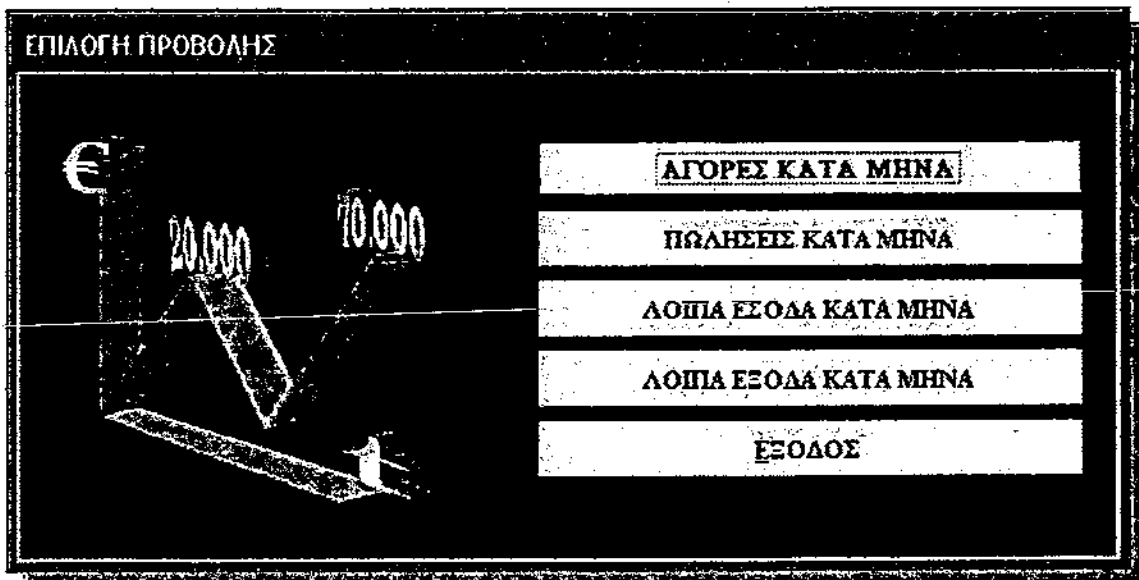 ΕΠΙΛΟΓΗ ΠΡΟΒΟΛΗΣ
€
20.000
70.000
ΑΓΟΡΕΣ ΚΑΤΑ ΜΗΝΑ
ΠΩΛΗΣΕΙΣ ΚΑΤΑ ΜΗΝΑ
ΛΟΙΠΑ ΕΣΟΔΑ ΚΑΤΑ ΜΗΝΑ
ΛΟΙΠΑ ΕΞΟΔΑ ΚΑΤΑ ΜΗΝΑ
ΕΞΟΔΟΣ